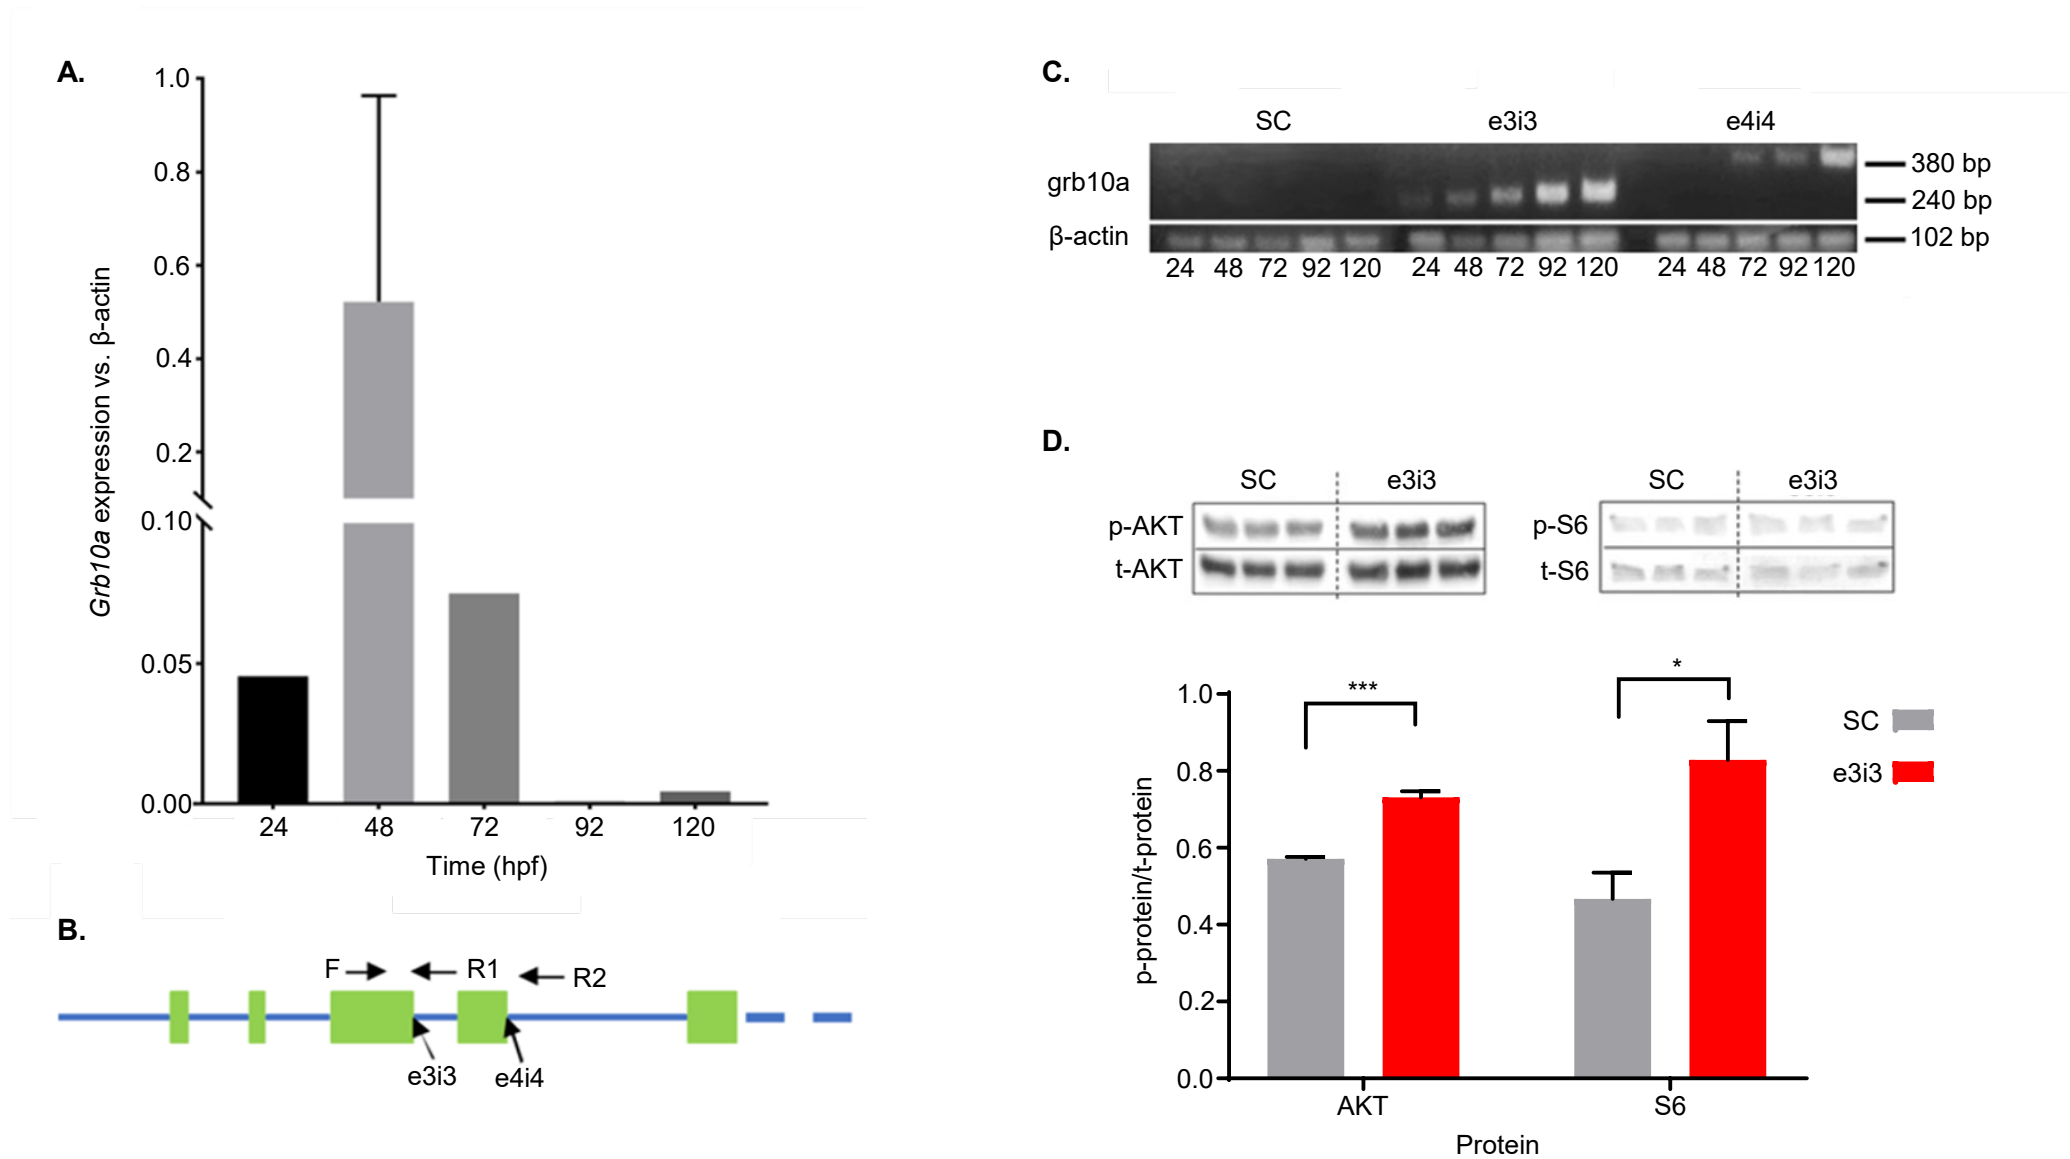 A.
1.0
0.8
0.6
0.4
0.2
0.10
0.05
0.00
Grb10a expression vs. β-actin
24 48 72 92 120
Time (hpf)
B.
F R1 R2
e3i3 e4i4
C.
SC e3i3 e4i4
grb10a
380 bp
240 bp
β-actin
102 bp
24 48 72 92 120 24 48 72 92 120 24 48 72 92 120
D.
SC e3i3
p-AKT
t-AKT
SC e3i3
p-S6
t-S6
*** *
1.0
0.8
0.6
0.4
0.2
0.0
p-protein/t-protein
SC
e3i3
AKT S6
Protein